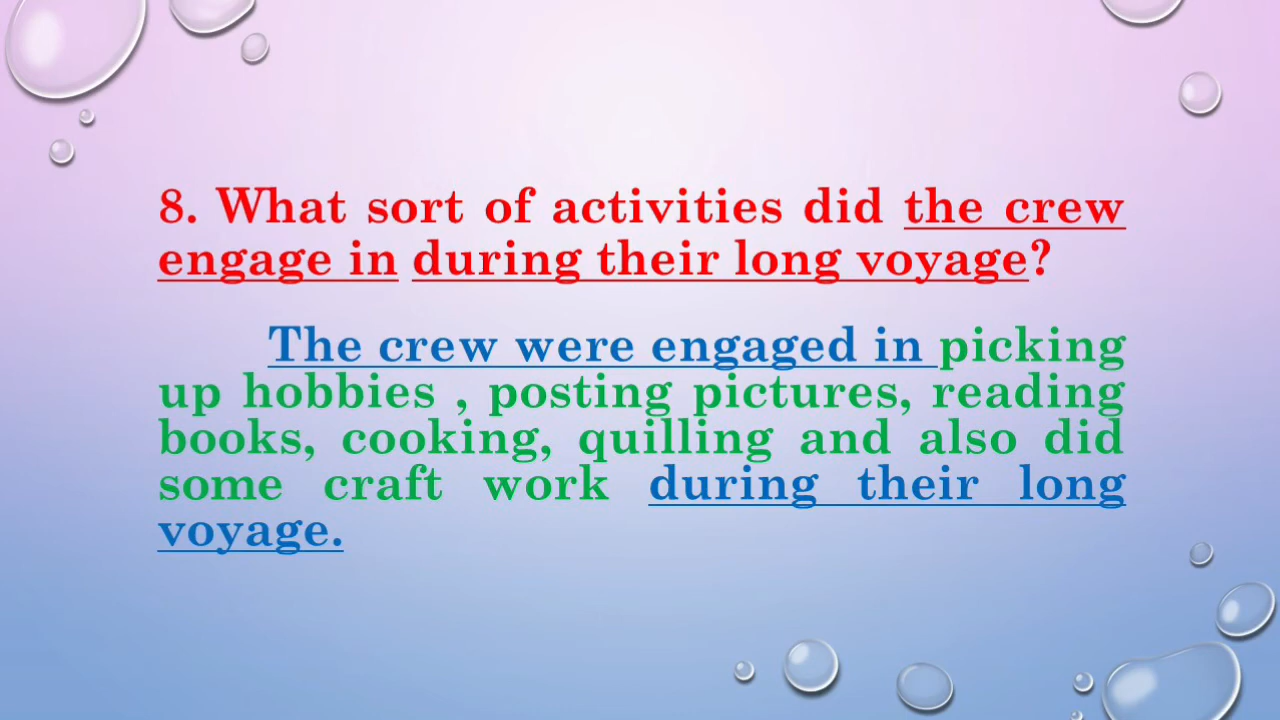 8. What sort of activities did the crew
engage in during their long voyage?
The crew were engaged in picking
up hobbies , posting pictures, reading
books, cooking, quilling and also did
some craft work during their long
voyage.